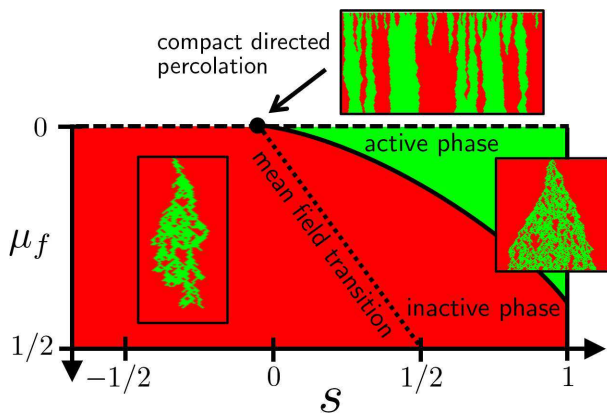 compact directed
percolation
0
active phase
mean field transition
μ_f
inactive phase
1/2
−1/2
0
1/2
1
s